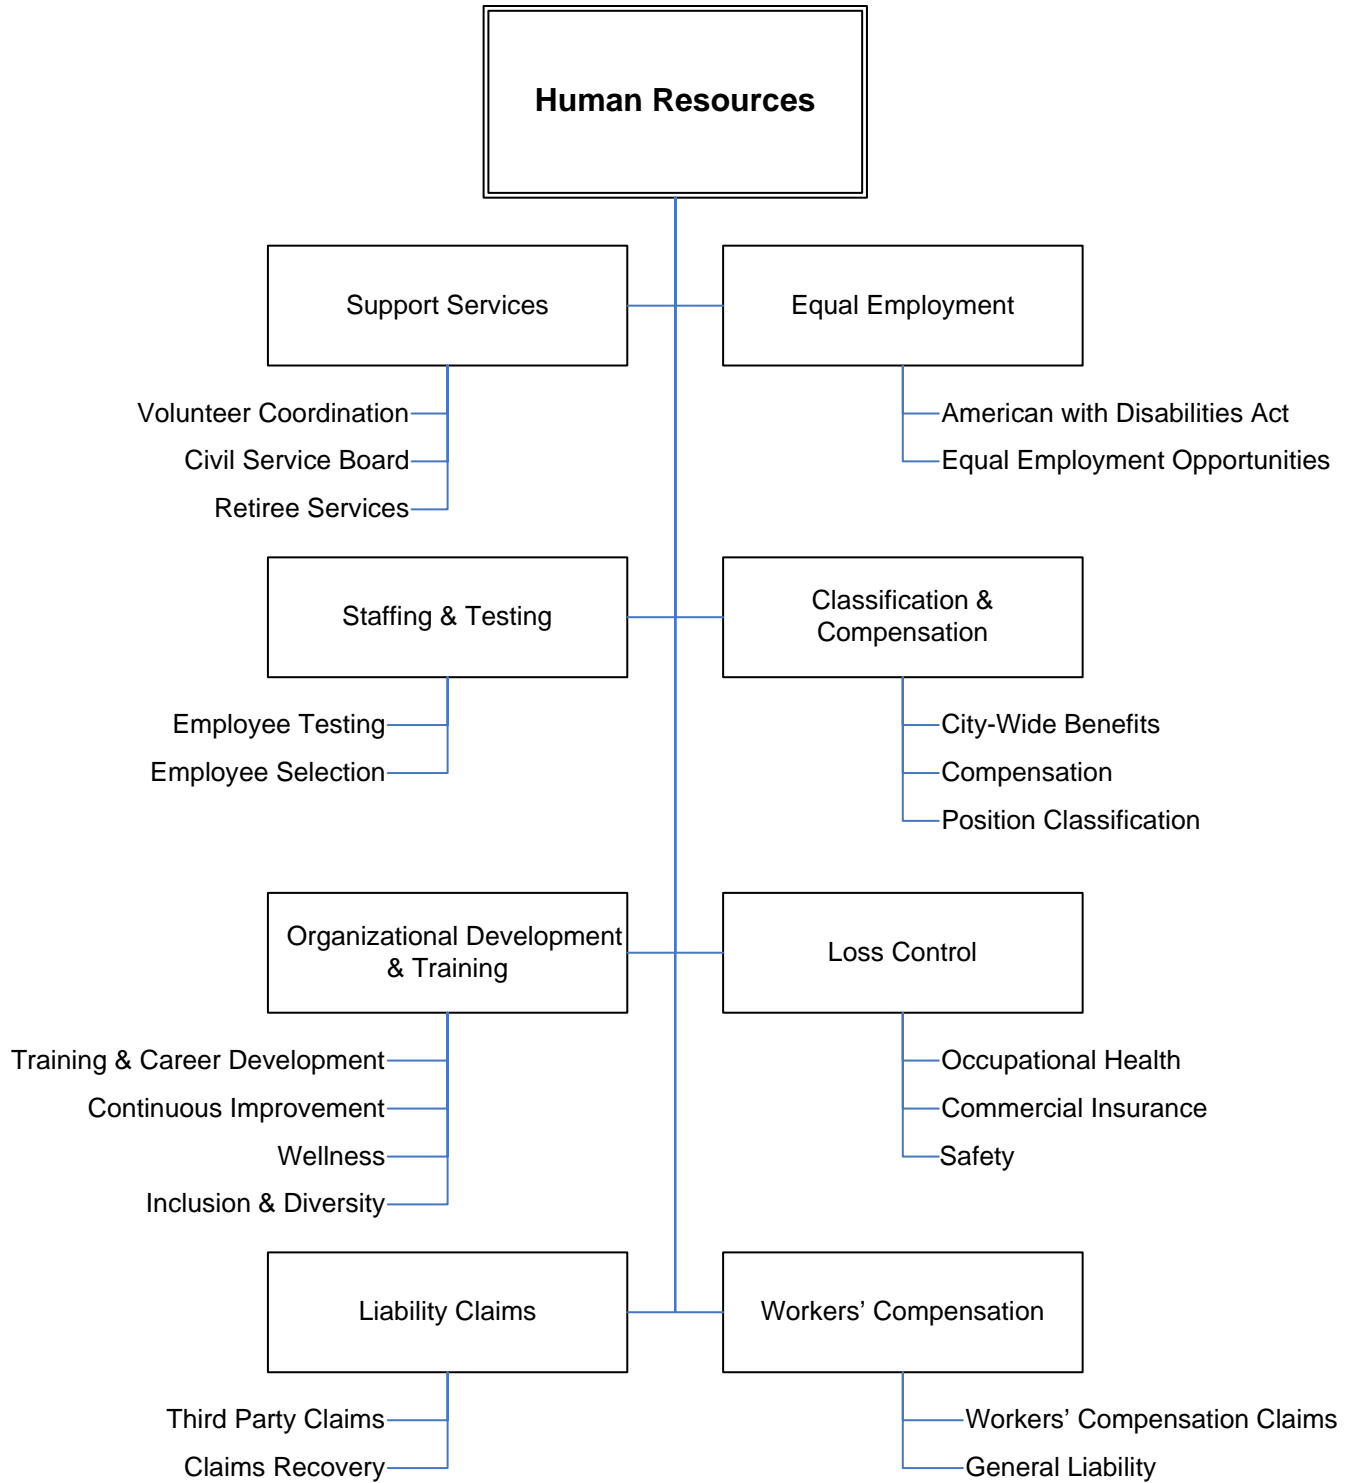 Human Resources
Support Services
Volunteer Coordination
Civil Service Board
Retiree Services
Equal Employment
American with Disabilities Act
Equal Employment Opportunities
Staffing & Testing
Employee Testing
Employee Selection
Classification &
Compensation
City-Wide Benefits
Compensation
Position Classification
Organizational Development
& Training
Training & Career Development
Continuous Improvement
Wellness
Inclusion & Diversity
Loss Control
Occupational Health
Commercial Insurance
Safety
Liability Claims
Third Party Claims
Claims Recovery
Workers’ Compensation
Workers’ Compensation Claims
General Liability